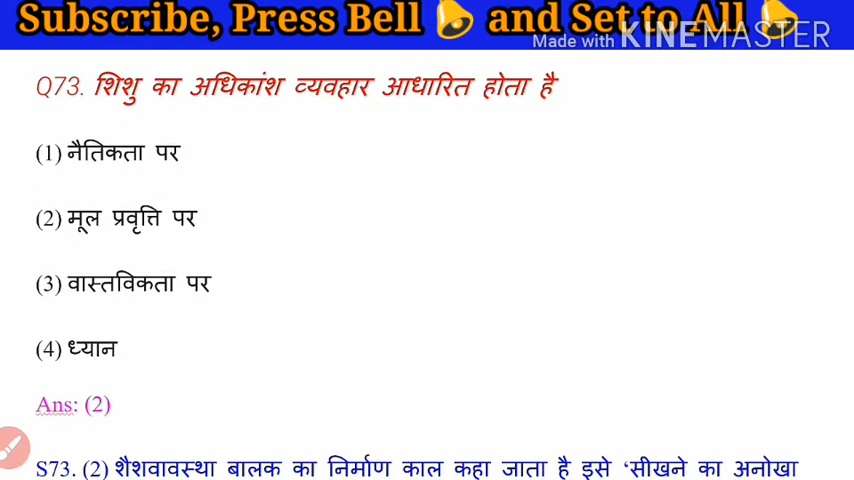 Subscribe, Press Bell and Set to All
Made with KINEMASTER
Q73. शिशु का अधिकांश व्यवहार आधारित होता है
(1) नैतिकता पर
(2) मूल प्रवृत्ति पर
(3) वास्तविकता पर
(4) ध्यान
Ans: (2)
S73. (2) शैशवावस्था बालक का निर्माण काल कहा जाता है इसे ‘सीखने का अनोखा